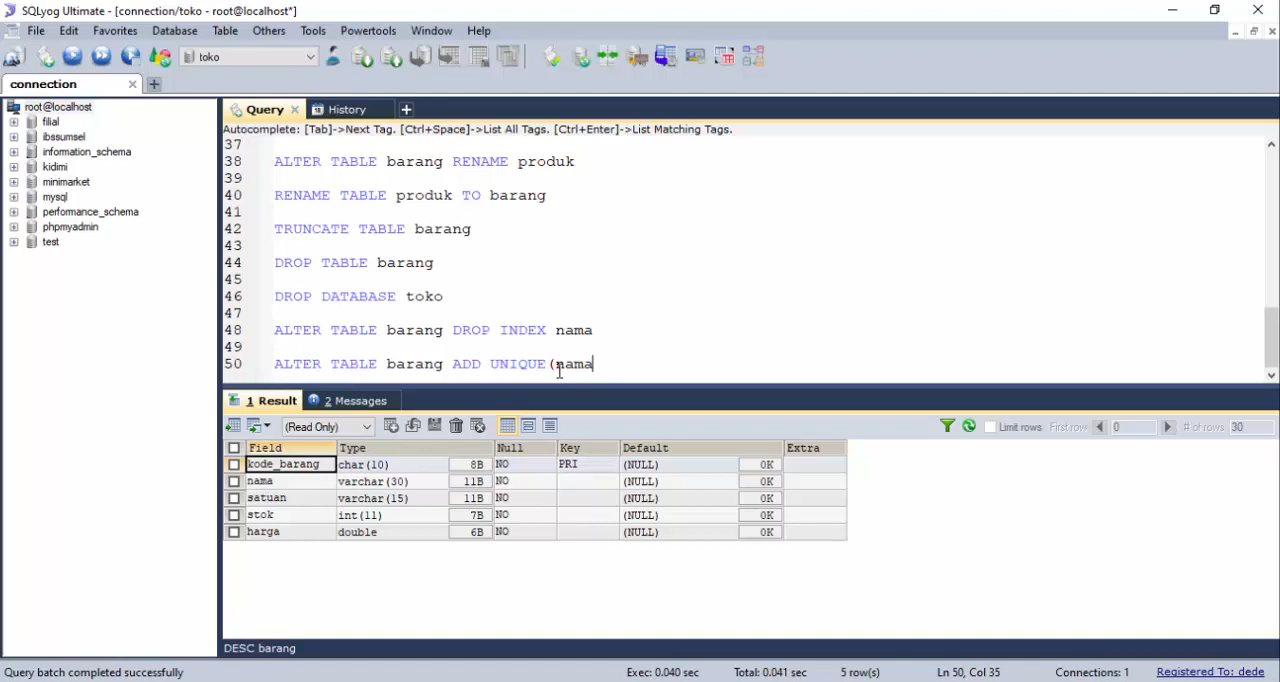 SQLyog Ultimate - [connection/toko - root@localhost*]
File Edit Favorites Database Table Others Tools Powertools Window Help
toko
connection
root@localhost
filial
ibssumsel
information_schema
kidimi
minimarket
mysql
performance_schema
phpmyadmin
test
Query History
Autocomplete: [Tab]->Next Tag. [Ctrl+Space]->List All Tags. [Ctrl+Enter]->List Matching Tags.
37
38 ALTER TABLE barang RENAME produk
39
40 RENAME TABLE produk TO barang
41
42 TRUNCATE TABLE barang
43
44 DROP TABLE barang
45
46 DROP DATABASE toko
47
48 ALTER TABLE barang DROP INDEX nama
49
50 ALTER TABLE barang ADD UNIQUE(nama
1 Result 2 Messages
(Read Only) Limit rows First row 0 # of rows 30
Field Type Null Key Default Extra
kode_barang char(10) 8B NO PRI (NULL) 0K
nama varchar(30) 11B NO (NULL) 0K
satuan varchar(15) 11B NO (NULL) 0K
stok int(11) 7B NO (NULL) 0K
harga double 6B NO (NULL) 0K
DESC barang
Query batch completed successfully Exec: 0.040 sec Total: 0.041 sec 5 row(s) Ln 50, Col 35 Connections: 1 Registered To: dede